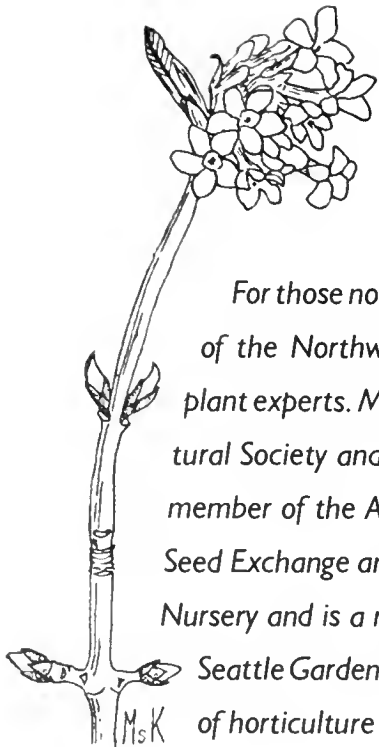 For those no
of the Northw
plant experts. M
tural Society and
member of the A
Seed Exchange ar
Nursery and is a r
Seattle Garden
MsK
of horticulture